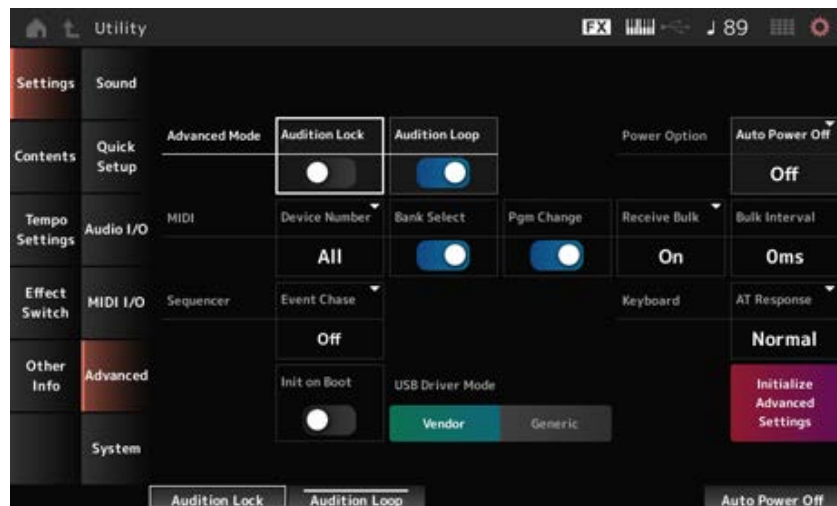 Utility
FX
89
Settings
Sound
Contents
Quick
Setup
Advanced Mode
Audition Lock
Audition Loop
Power Option
Auto Power Off
Off
Tempo
Settings
Audio I/O
MIDI
Device Number
All
Bank Select
Pgm Change
Receive Bulk
On
Bulk Interval
0ms
Effect
Switch
MIDI I/O
Sequencer
Event Chase
Off
Keyboard
AT Response
Normal
Other
Info
Advanced
Init on Boot
USB Driver Mode
Vendor
Generic
Initialize
Advanced
Settings
System
Audition Lock
Audition Loop
Auto Power Off